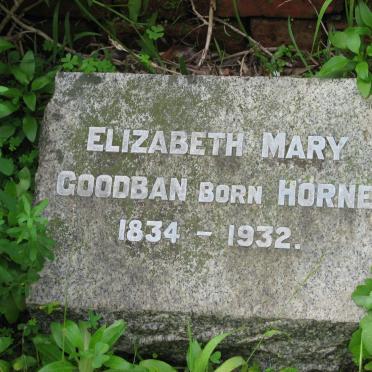 ELIZABETH MARY
GOODBAN BORN HORNE
1834 – 1932.